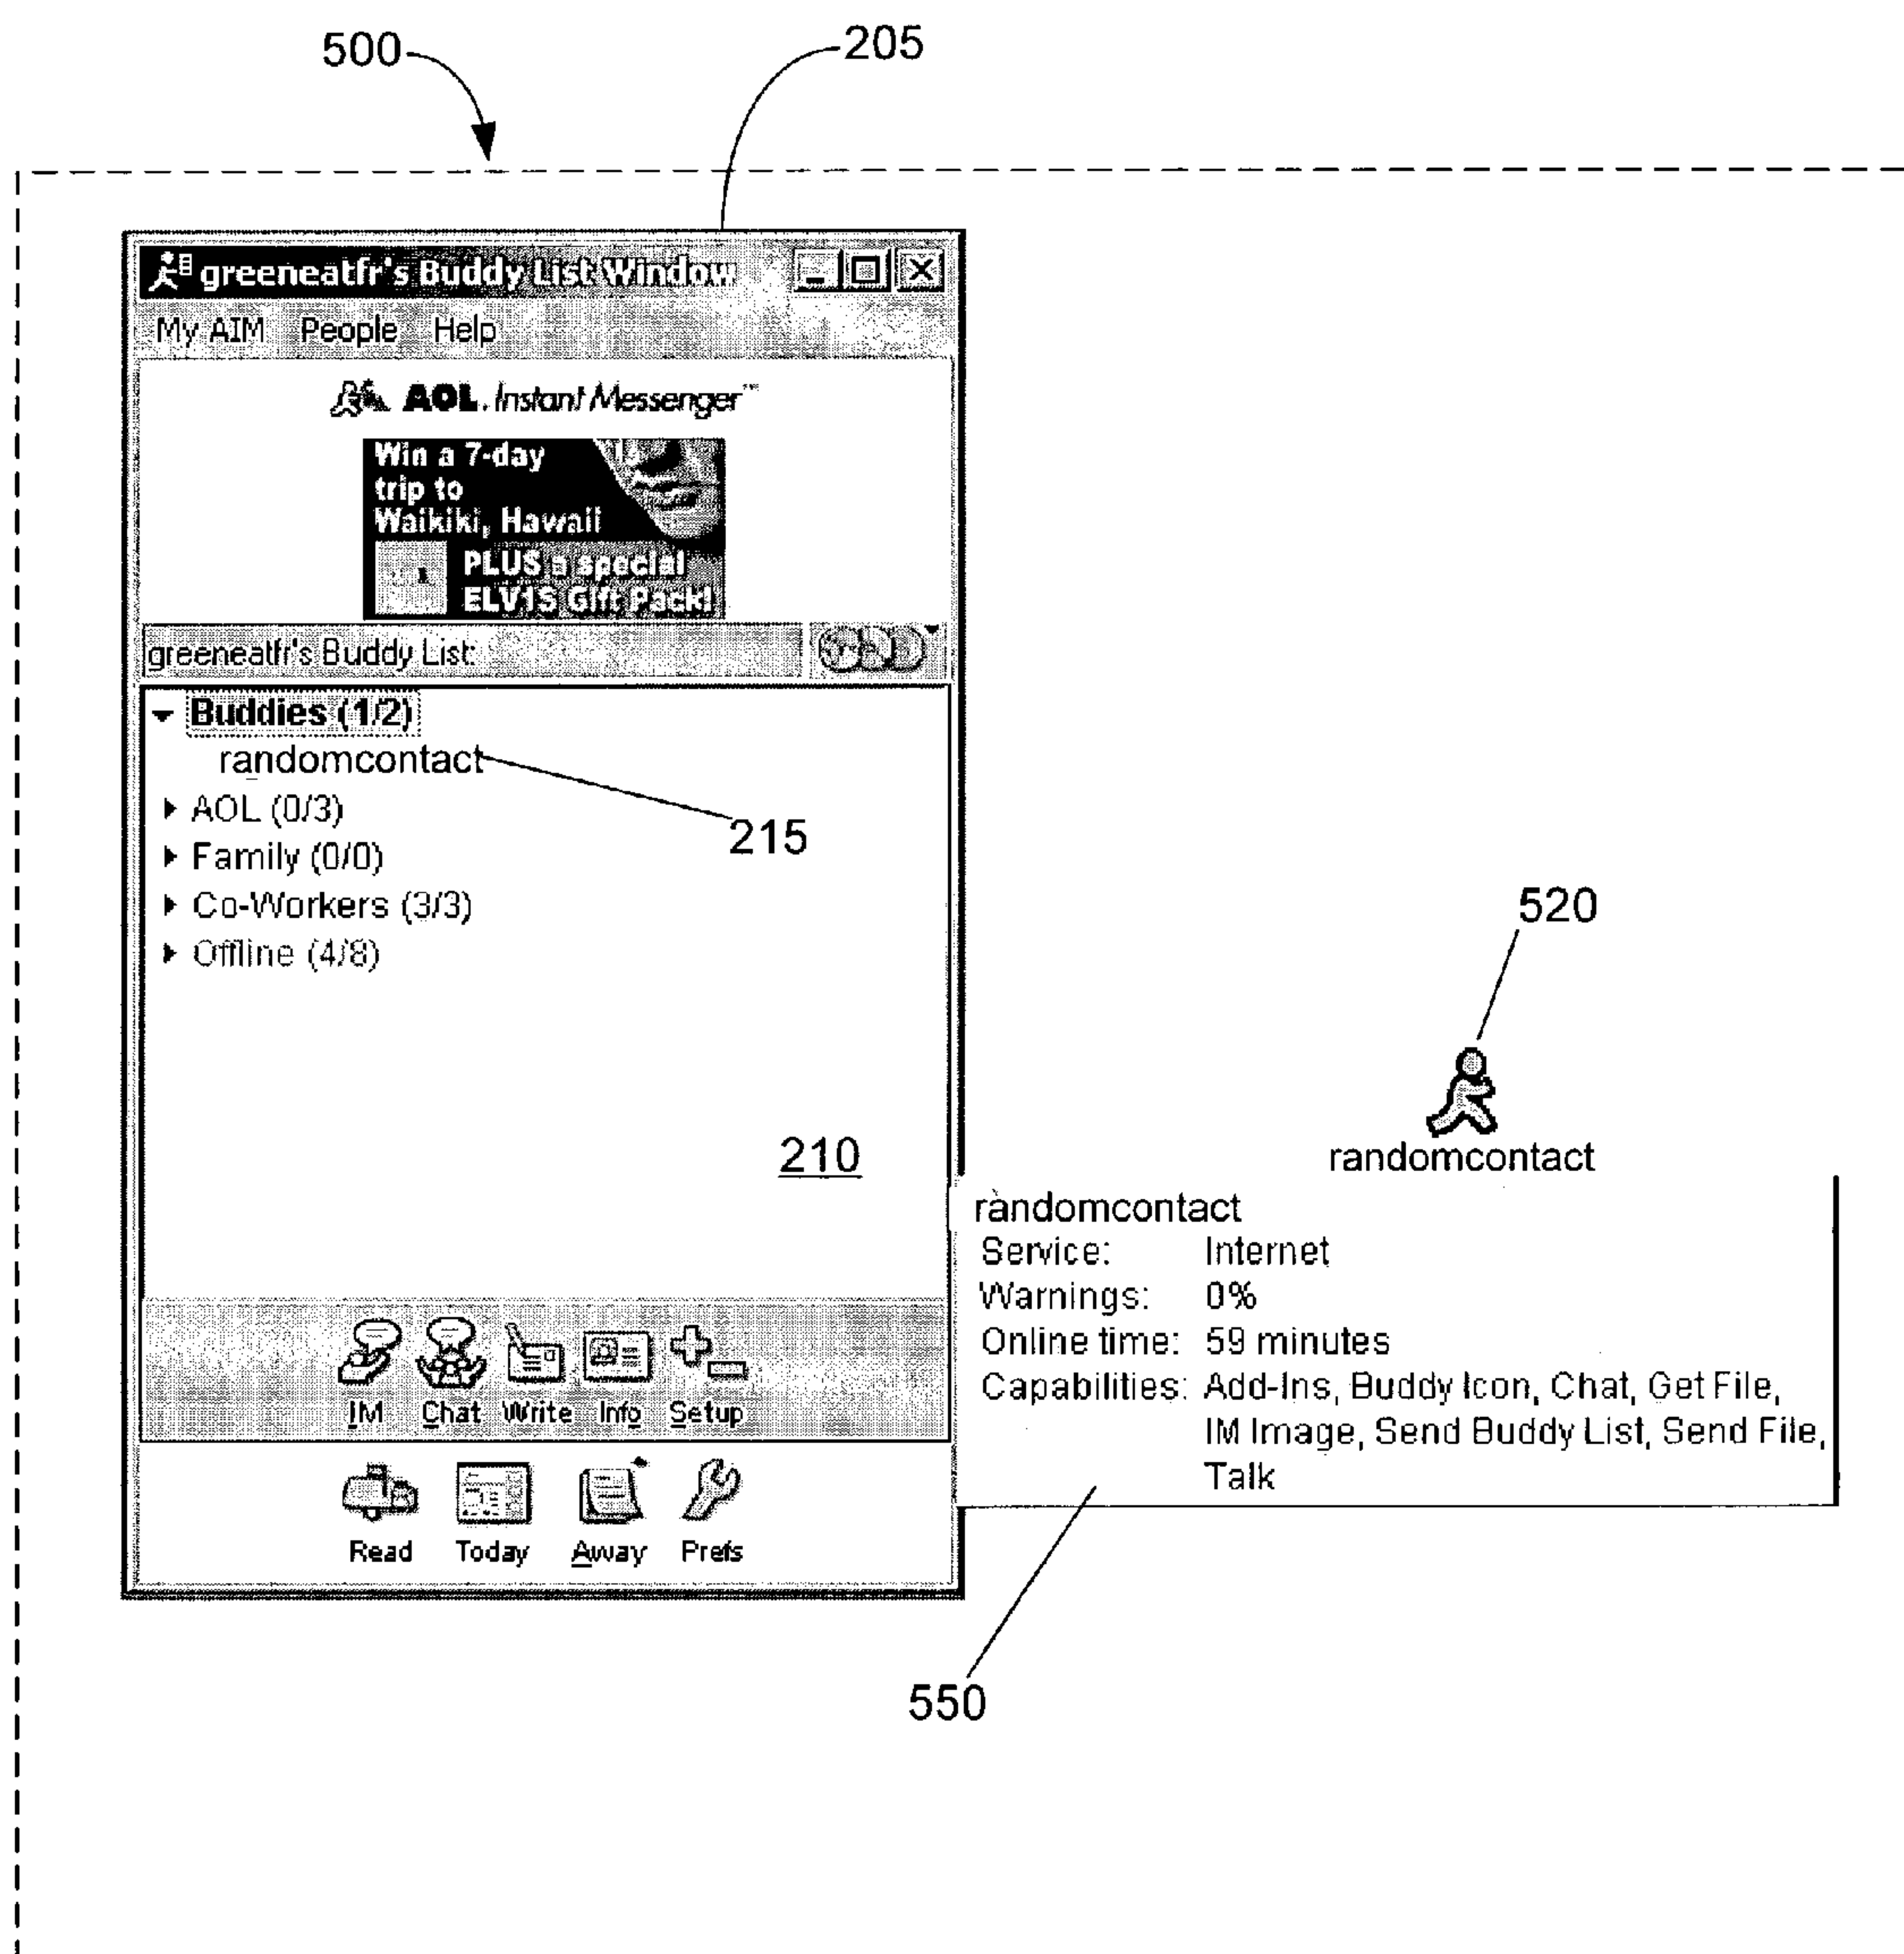 500
205
greeneatfr's Buddy List Window
My AIM People Help
AOL Instant Messenger™
Win a 7-day
trip to
Waikiki, Hawaii
PLUS a special
ELVIS Gift Pack!
greeneatfr's Buddy List:
Buddies (1/2)
randomcontact
215
AOL (0/3)
Family (0/0)
Co-Workers (3/3)
Offline (4/8)
520
210
randomcontact
randomcontact
Service: Internet
Warnings: 0%
Online time: 59 minutes
Capabilities: Add-Ins, Buddy Icon, Chat, Get File,
IM Image, Send Buddy List, Send File,
Talk
IM Chat Write Info Setup
Read Today Away Prefs
550